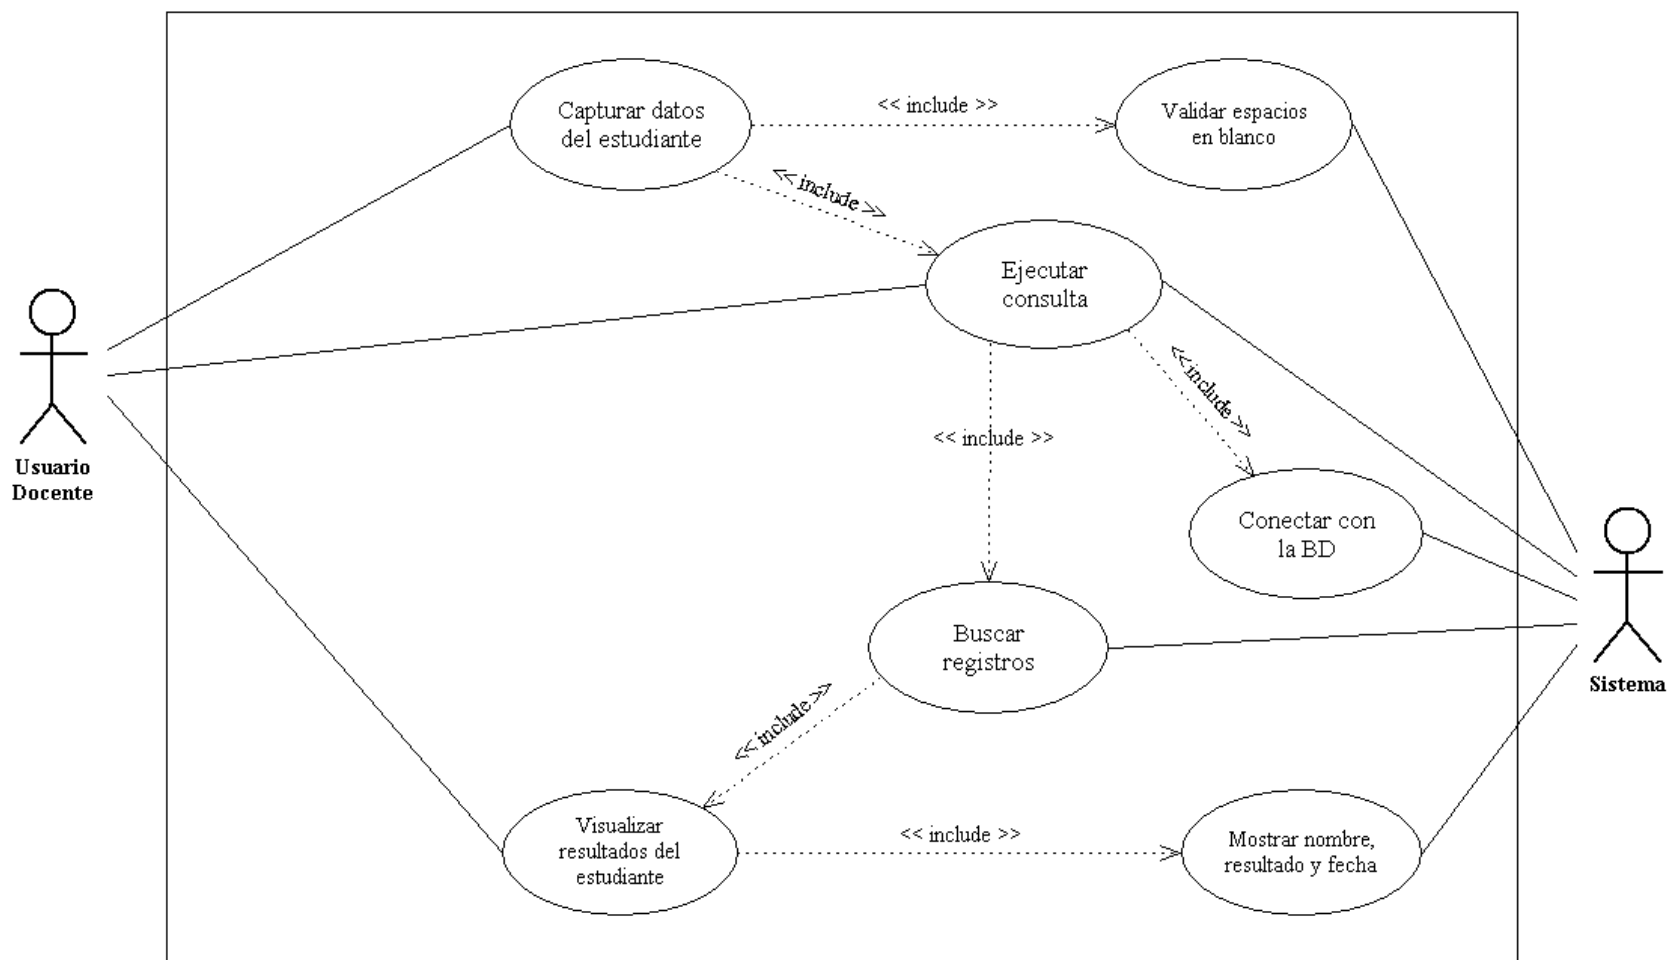 Capturar datos
del estudiante
<< include >>
Validar espacios
en blanco
<< include >>
Ejecutar
consulta
<< include >>
<< include >>
Usuario
Docente
Conectar con
la BD
Buscar
registros
Sistema
<< include >>
Visualizar
resultados del
estudiante
<< include >>
Mostrar nombre,
resultado y fecha